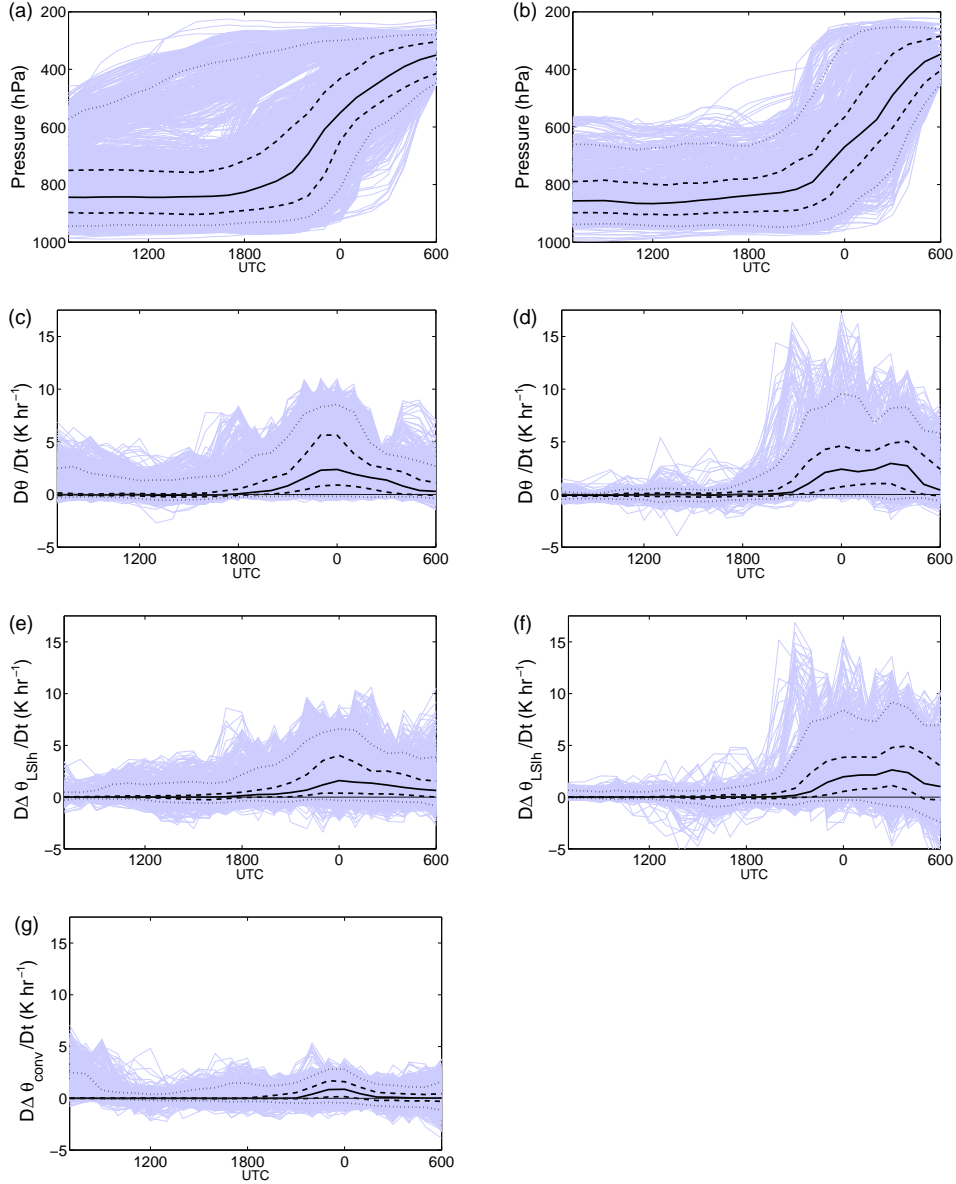 (a)
200
400
600
800
1000
Pressure (hPa)
1200 1800 0 600
UTC
(b)
200
400
600
800
1000
Pressure (hPa)
1200 1800 0 600
UTC
(c)
15
10
5
0
−5
Dθ /Dt (K hr⁻¹)
1200 1800 0 600
UTC
(d)
15
10
5
0
−5
Dθ /Dt (K hr⁻¹)
1200 1800 0 600
UTC
(e)
15
10
5
0
−5
DΔ θ_LSlh /Dt (K hr⁻¹)
1200 1800 0 600
UTC
(f)
15
10
5
0
−5
DΔ θ_LSlh /Dt (K hr⁻¹)
1200 1800 0 600
UTC
(g)
15
10
5
0
−5
DΔ θ_conv /Dt (K hr⁻¹)
1200 1800 0 600
UTC